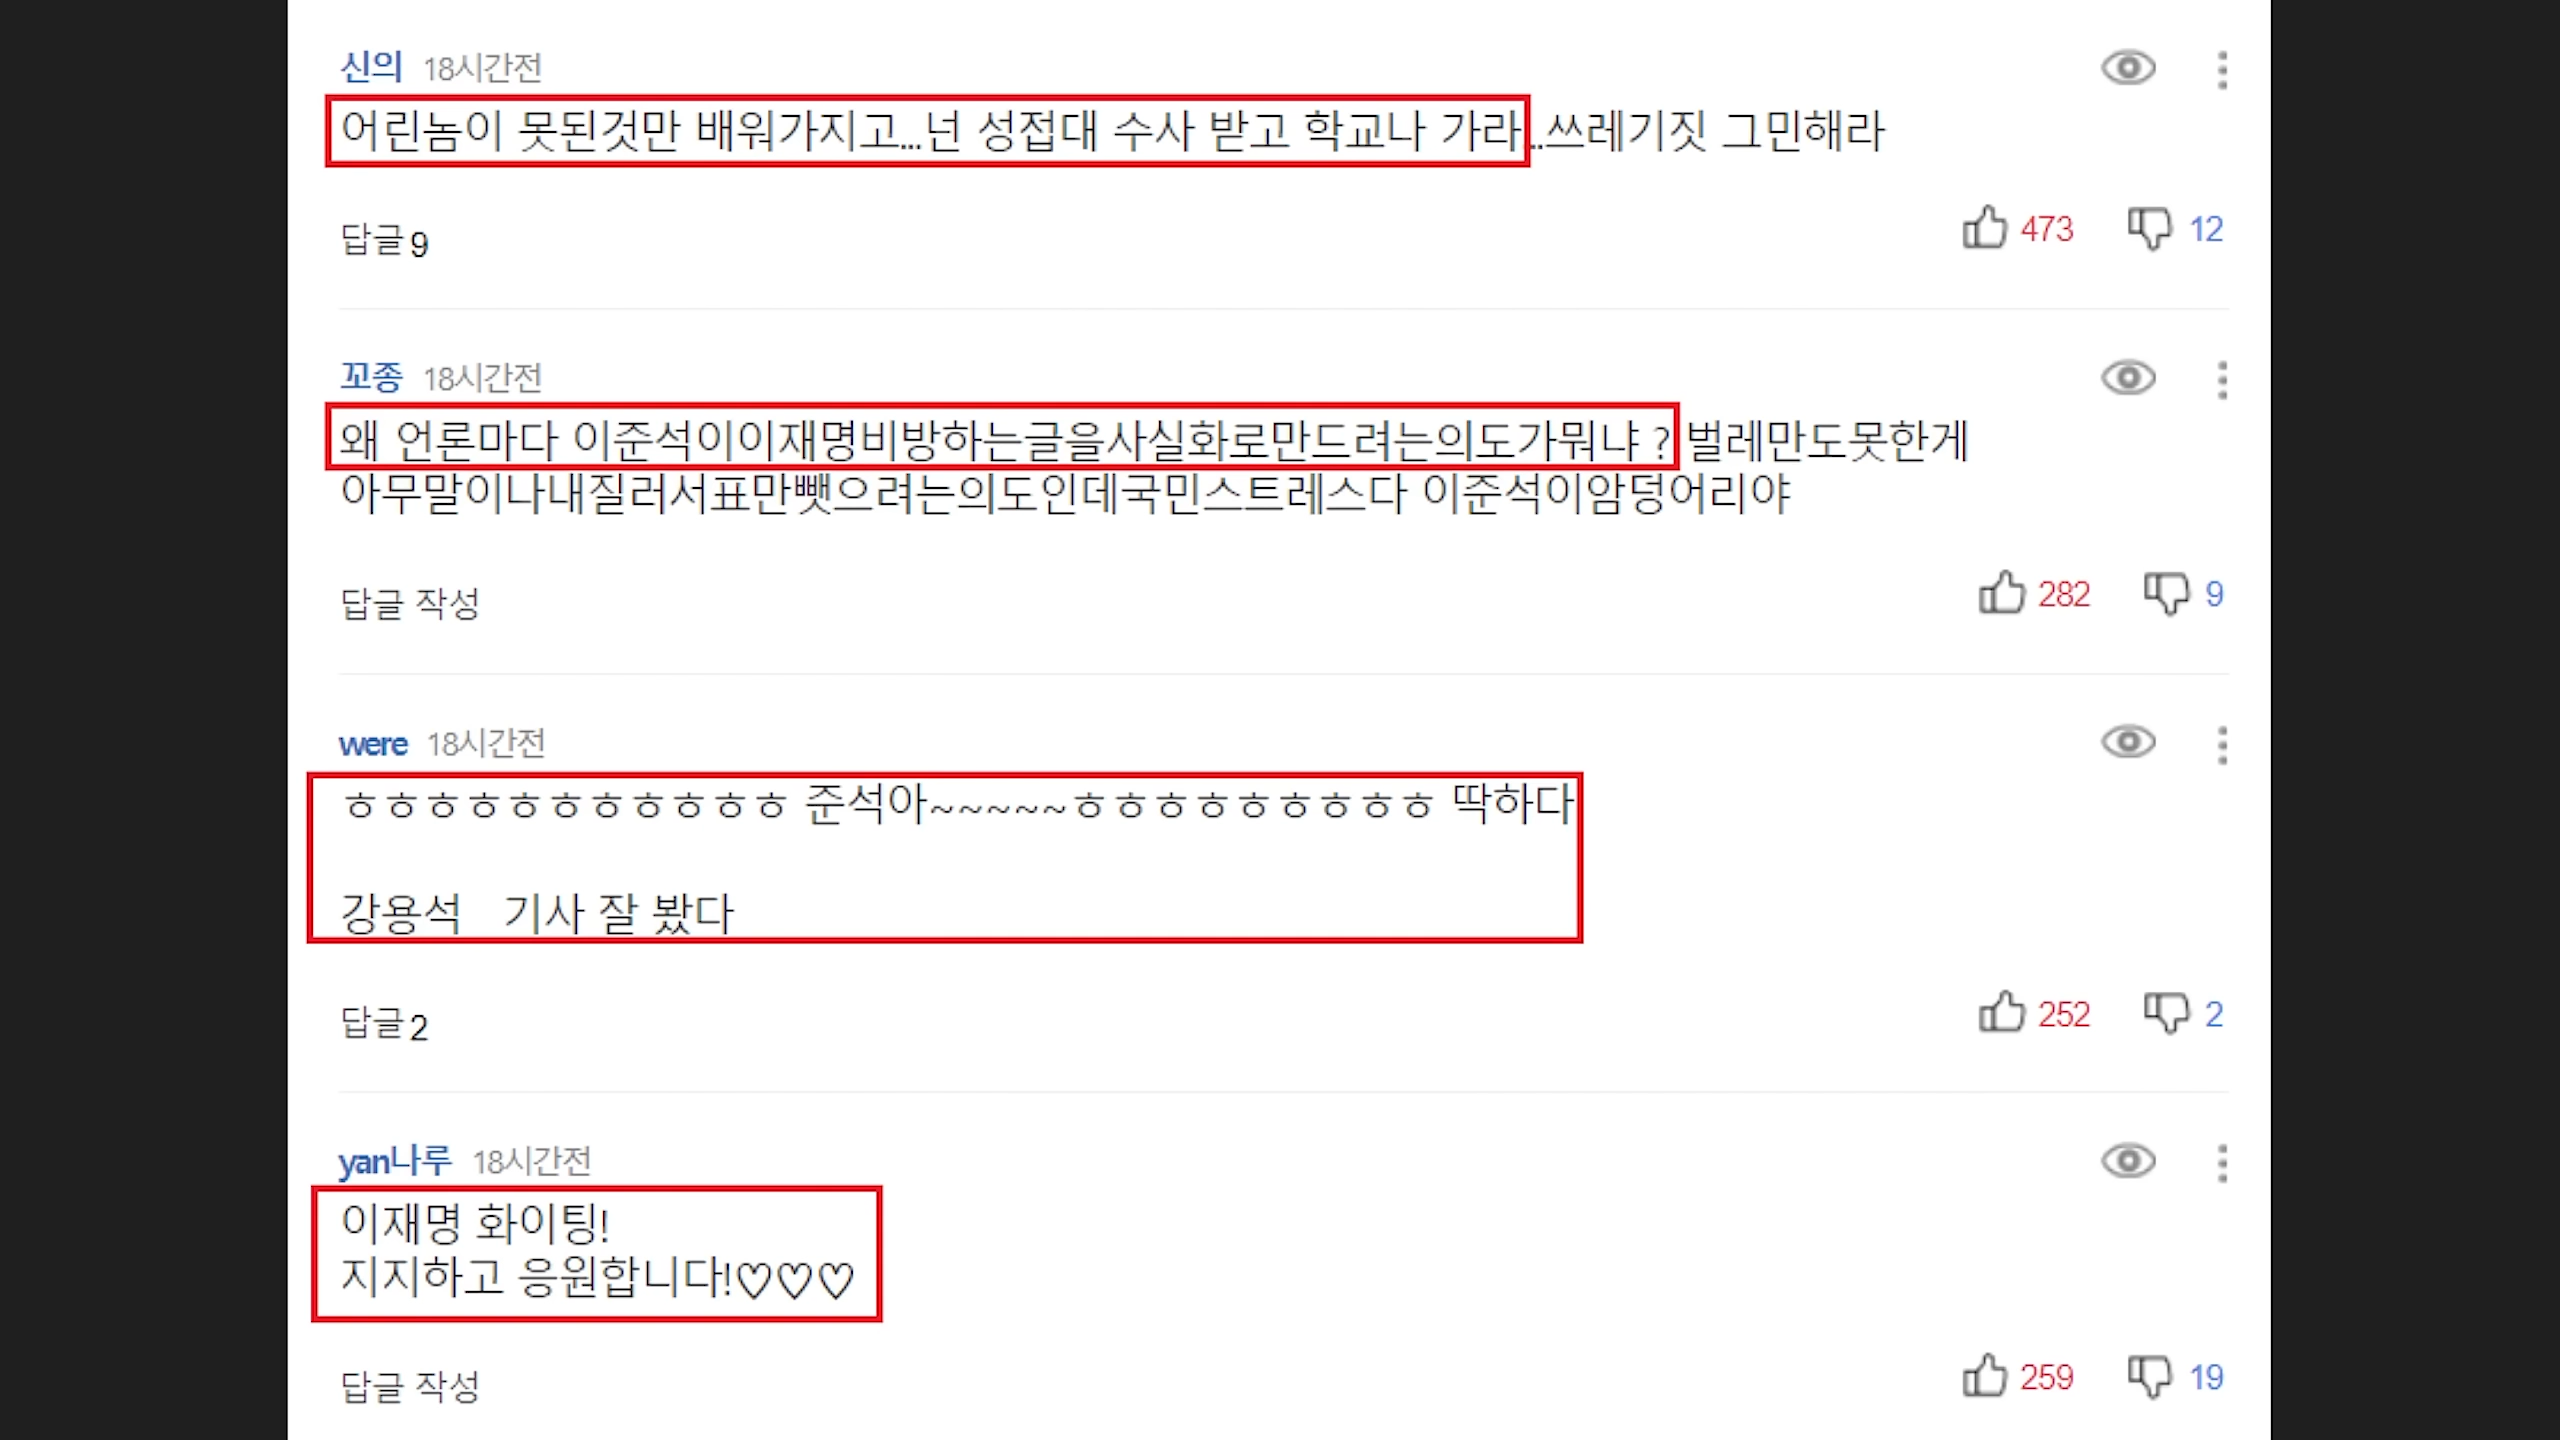 신의 18시간전
어린놈이 못된것만 배워가지고...넌 성접대 수사 받고 학교나 가라...쓰레기짓 그민해라
답글 9 473 12
꼬종 18시간전
왜 언론마다 이준석이이재명비방하는글을사실화로만드려는의도가뭐냐 ? 벌레만도못한게
아무말이나내질러서표만뺏으려는의도인데국민스트레스다 이준석이암덩어리야
답글 작성 282 9
were 18시간전
ㅎㅎㅎㅎㅎㅎㅎㅎㅎㅎㅎ 준석아~~~~~ㅎㅎㅎㅎㅎㅎㅎㅎㅎ 딱하다
강용석 기사 잘 봤다
답글 2 252 2
yan나루 18시간전
이재명 화이팅!
지지하고 응원합니다!♡♡♡
답글 작성 259 19